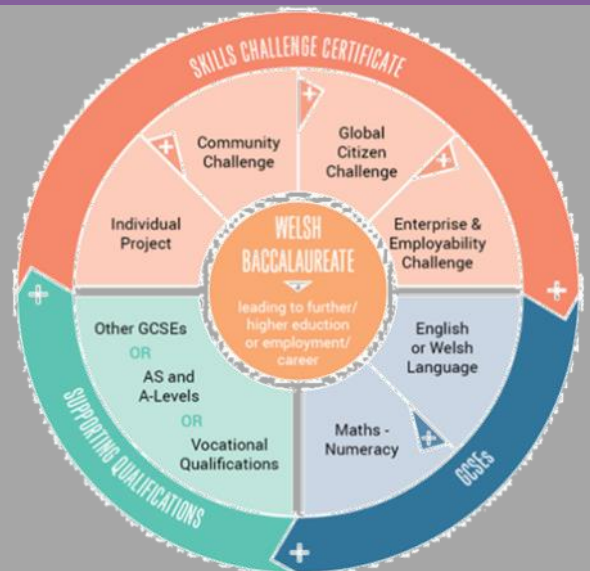 SKILLS CHALLENGE CERTIFICATE
Community
Challenge
Global
Citizen
Challenge
Individual
Project
Enterprise &
Employability
Challenge
WELSH
BACCALAUREATE
leading to further/
higher eduction
or employment/
career
Other GCSEs
OR
AS and
A-Levels
OR
Vocational
Qualifications
English
or Welsh
Language
Maths -
Numeracy
SUPPORTING QUALIFICATIONS
GCSEs